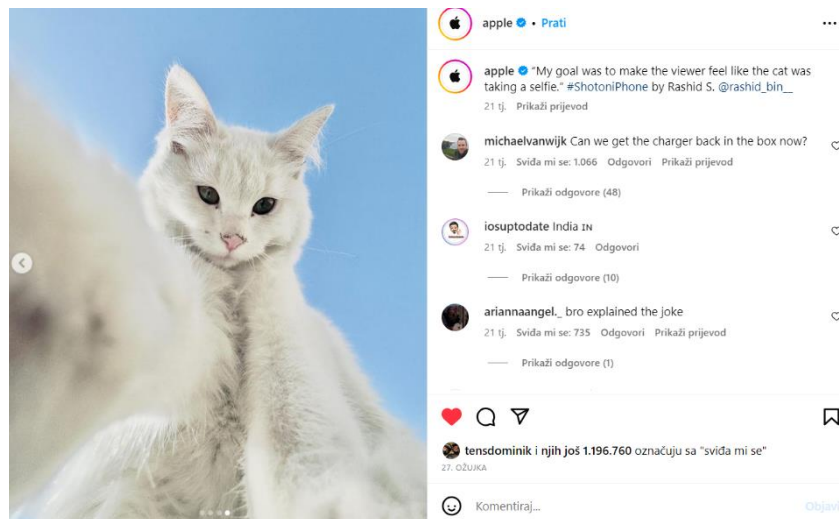 apple • Prati
apple "My goal was to make the viewer feel like the cat was
taking a selfie." #ShotoniPhone by Rashid S. @rashid_bin__
21 tj. Prikaži prijevod
michaelvanwijk Can we get the charger back in the box now?
21 tj. Sviđa mi se: 1.066 Odgovori Prikaži prijevod
Prikaži odgovore (48)
iosuptodate India IN
21 tj. Sviđa mi se: 74 Odgovori
Prikaži odgovore (10)
ariannaangel._ bro explained the joke
21 tj. Sviđa mi se: 735 Odgovori Prikaži prijevod
Prikaži odgovore (1)
tensdominik i njih još 1.196.760 označuju sa "sviđa mi se"
27. OŽUJKA
Komentiraj... Objavi